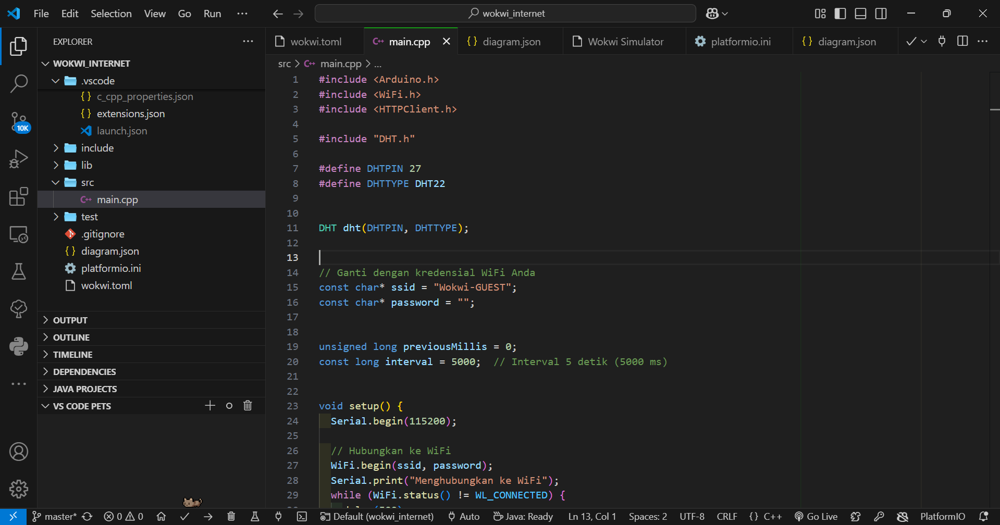 File Edit Selection View Go Run ...
wokwi_internet
EXPLORER
WOKWI_INTERNET
.vscode
{} c_cpp_properties.json
{} extensions.json
launch.json
include
lib
src
C++ main.cpp
test
.gitignore
{} diagram.json
platformio.ini
wokwi.toml
OUTPUT
OUTLINE
TIMELINE
DEPENDENCIES
JAVA PROJECTS
VS CODE PETS
10K
wokwi.toml C++ main.cpp {} diagram.json Wokwi Simulator platformio.ini {} diagram.json
src > C++ main.cpp > ...
1 #include <Arduino.h>
2 #include <WiFi.h>
3 #include <HTTPClient.h>
4
5 #include "DHT.h"
6
7 #define DHTPIN 27
8 #define DHTTYPE DHT22
9
10
11 DHT dht(DHTPIN, DHTTYPE);
12
13
14 // Ganti dengan kredensial WiFi Anda
15 const char* ssid = "Wokwi-GUEST";
16 const char* password = "";
17
18
19 unsigned long previousMillis = 0;
20 const long interval = 5000;  // Interval 5 detik (5000 ms)
21
22
23 void setup() {
24   Serial.begin(115200);
25
26   // Hubungkan ke WiFi
27   WiFi.begin(ssid, password);
28   Serial.print("Menghubungkan ke WiFi");
29   while (WiFi.status() != WL_CONNECTED) {
master* 0 0 Default (wokwi_internet) Auto Java: Ready Ln 13, Col 1 Spaces: 2 UTF-8 CRLF {} C++ Go Live PlatformIO